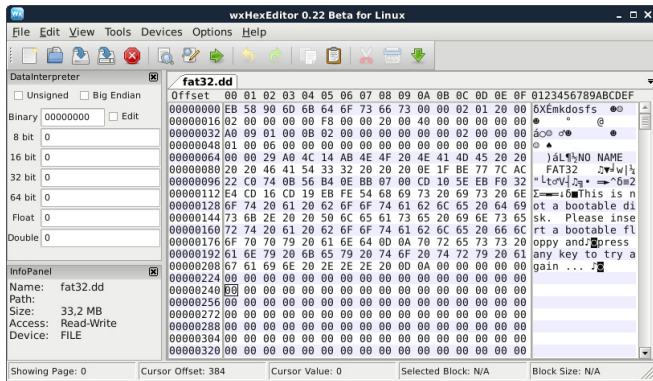 wxHexEditor 0.22 Beta for Linux
File Edit View Tools Devices Options Help
DataInterpreter
Unsigned Big Endian
Binary 00000000 Edit
8 bit 0
16 bit 0
32 bit 0
64 bit 0
Float 0
Double 0
InfoPanel
Name: fat32.dd
Path:
Size: 33,2 MB
Access: Read-Write
Device: FILE
fat32.dd
Offset 00 01 02 03 04 05 06 07 08 09 0A 0B 0C 0D 0E 0F 0123456789ABCDEF
00000000 EB 58 90 6D 6B 64 6F 73 66 73 00 00 02 01 20 00 δXÉmkdosfs ☻☺
00000016 02 00 00 00 00 F8 00 00 20 00 40 00 00 00 00 00 ☻ ° @
00000032 A0 09 01 00 0B 02 00 00 00 00 00 00 02 00 00 00 á○☺ ♂☻ ☻
00000048 01 00 06 00 00 00 00 00 00 00 00 00 00 00 00 00 ☺ ♠
00000064 00 00 29 A0 4C 14 AB 4E 4F 20 4E 41 4D 45 20 20 )áL¶½NO NAME
00000080 20 20 46 41 54 33 32 20 20 20 0E 1F BE 77 7C AC FAT32 ♫▼╛w|¼
00000096 22 C0 74 0B 56 B4 0E BB 07 00 CD 10 5E EB F0 32 "└t♂V┤♫╗• ═►^δ≡2
00000112 E4 CD 16 CD 19 EB FE 54 68 69 73 20 69 73 20 6E Σ═▬═↓δ■This is n
00000128 6F 74 20 61 20 62 6F 6F 74 61 62 6C 65 20 64 69 ot a bootable di
00000144 73 6B 2E 20 20 50 6C 65 61 73 65 20 69 6E 73 65 sk.  Please inse
00000160 72 74 20 61 20 62 6F 6F 74 61 62 6C 65 20 66 6C rt a bootable fl
00000176 6F 70 70 79 20 61 6E 64 0D 0A 70 72 65 73 73 20 oppy and♪◙press
00000192 61 6E 79 20 6B 65 79 20 74 6F 20 74 72 79 20 61 any key to try a
00000208 67 61 69 6E 20 2E 2E 2E 20 0D 0A 00 00 00 00 00 gain ... ♪◙
00000224 00 00 00 00 00 00 00 00 00 00 00 00 00 00 00 00
00000240 00 00 00 00 00 00 00 00 00 00 00 00 00 00 00 00
00000256 00 00 00 00 00 00 00 00 00 00 00 00 00 00 00 00
00000272 00 00 00 00 00 00 00 00 00 00 00 00 00 00 00 00
00000288 00 00 00 00 00 00 00 00 00 00 00 00 00 00 00 00
00000304 00 00 00 00 00 00 00 00 00 00 00 00 00 00 00 00
00000320 00 00 00 00 00 00 00 00 00 00 00 00 00 00 00 00
Showing Page: 0 Cursor Offset: 384 Cursor Value: 0 Selected Block: N/A Block Size: N/A